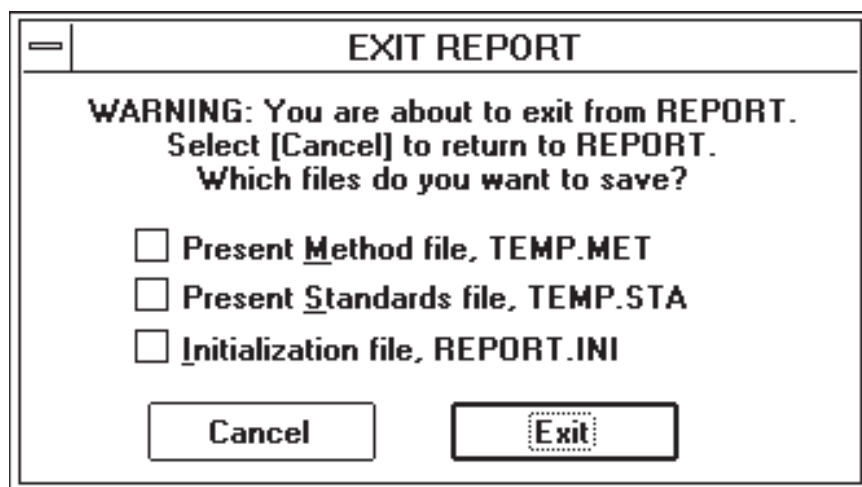 EXIT REPORT
WARNING: You are about to exit from REPORT.
Select [Cancel] to return to REPORT.
Which files do you want to save?
Present Method file, TEMP.MET
Present Standards file, TEMP.STA
Initialization file, REPORT.INI
Cancel
Exit